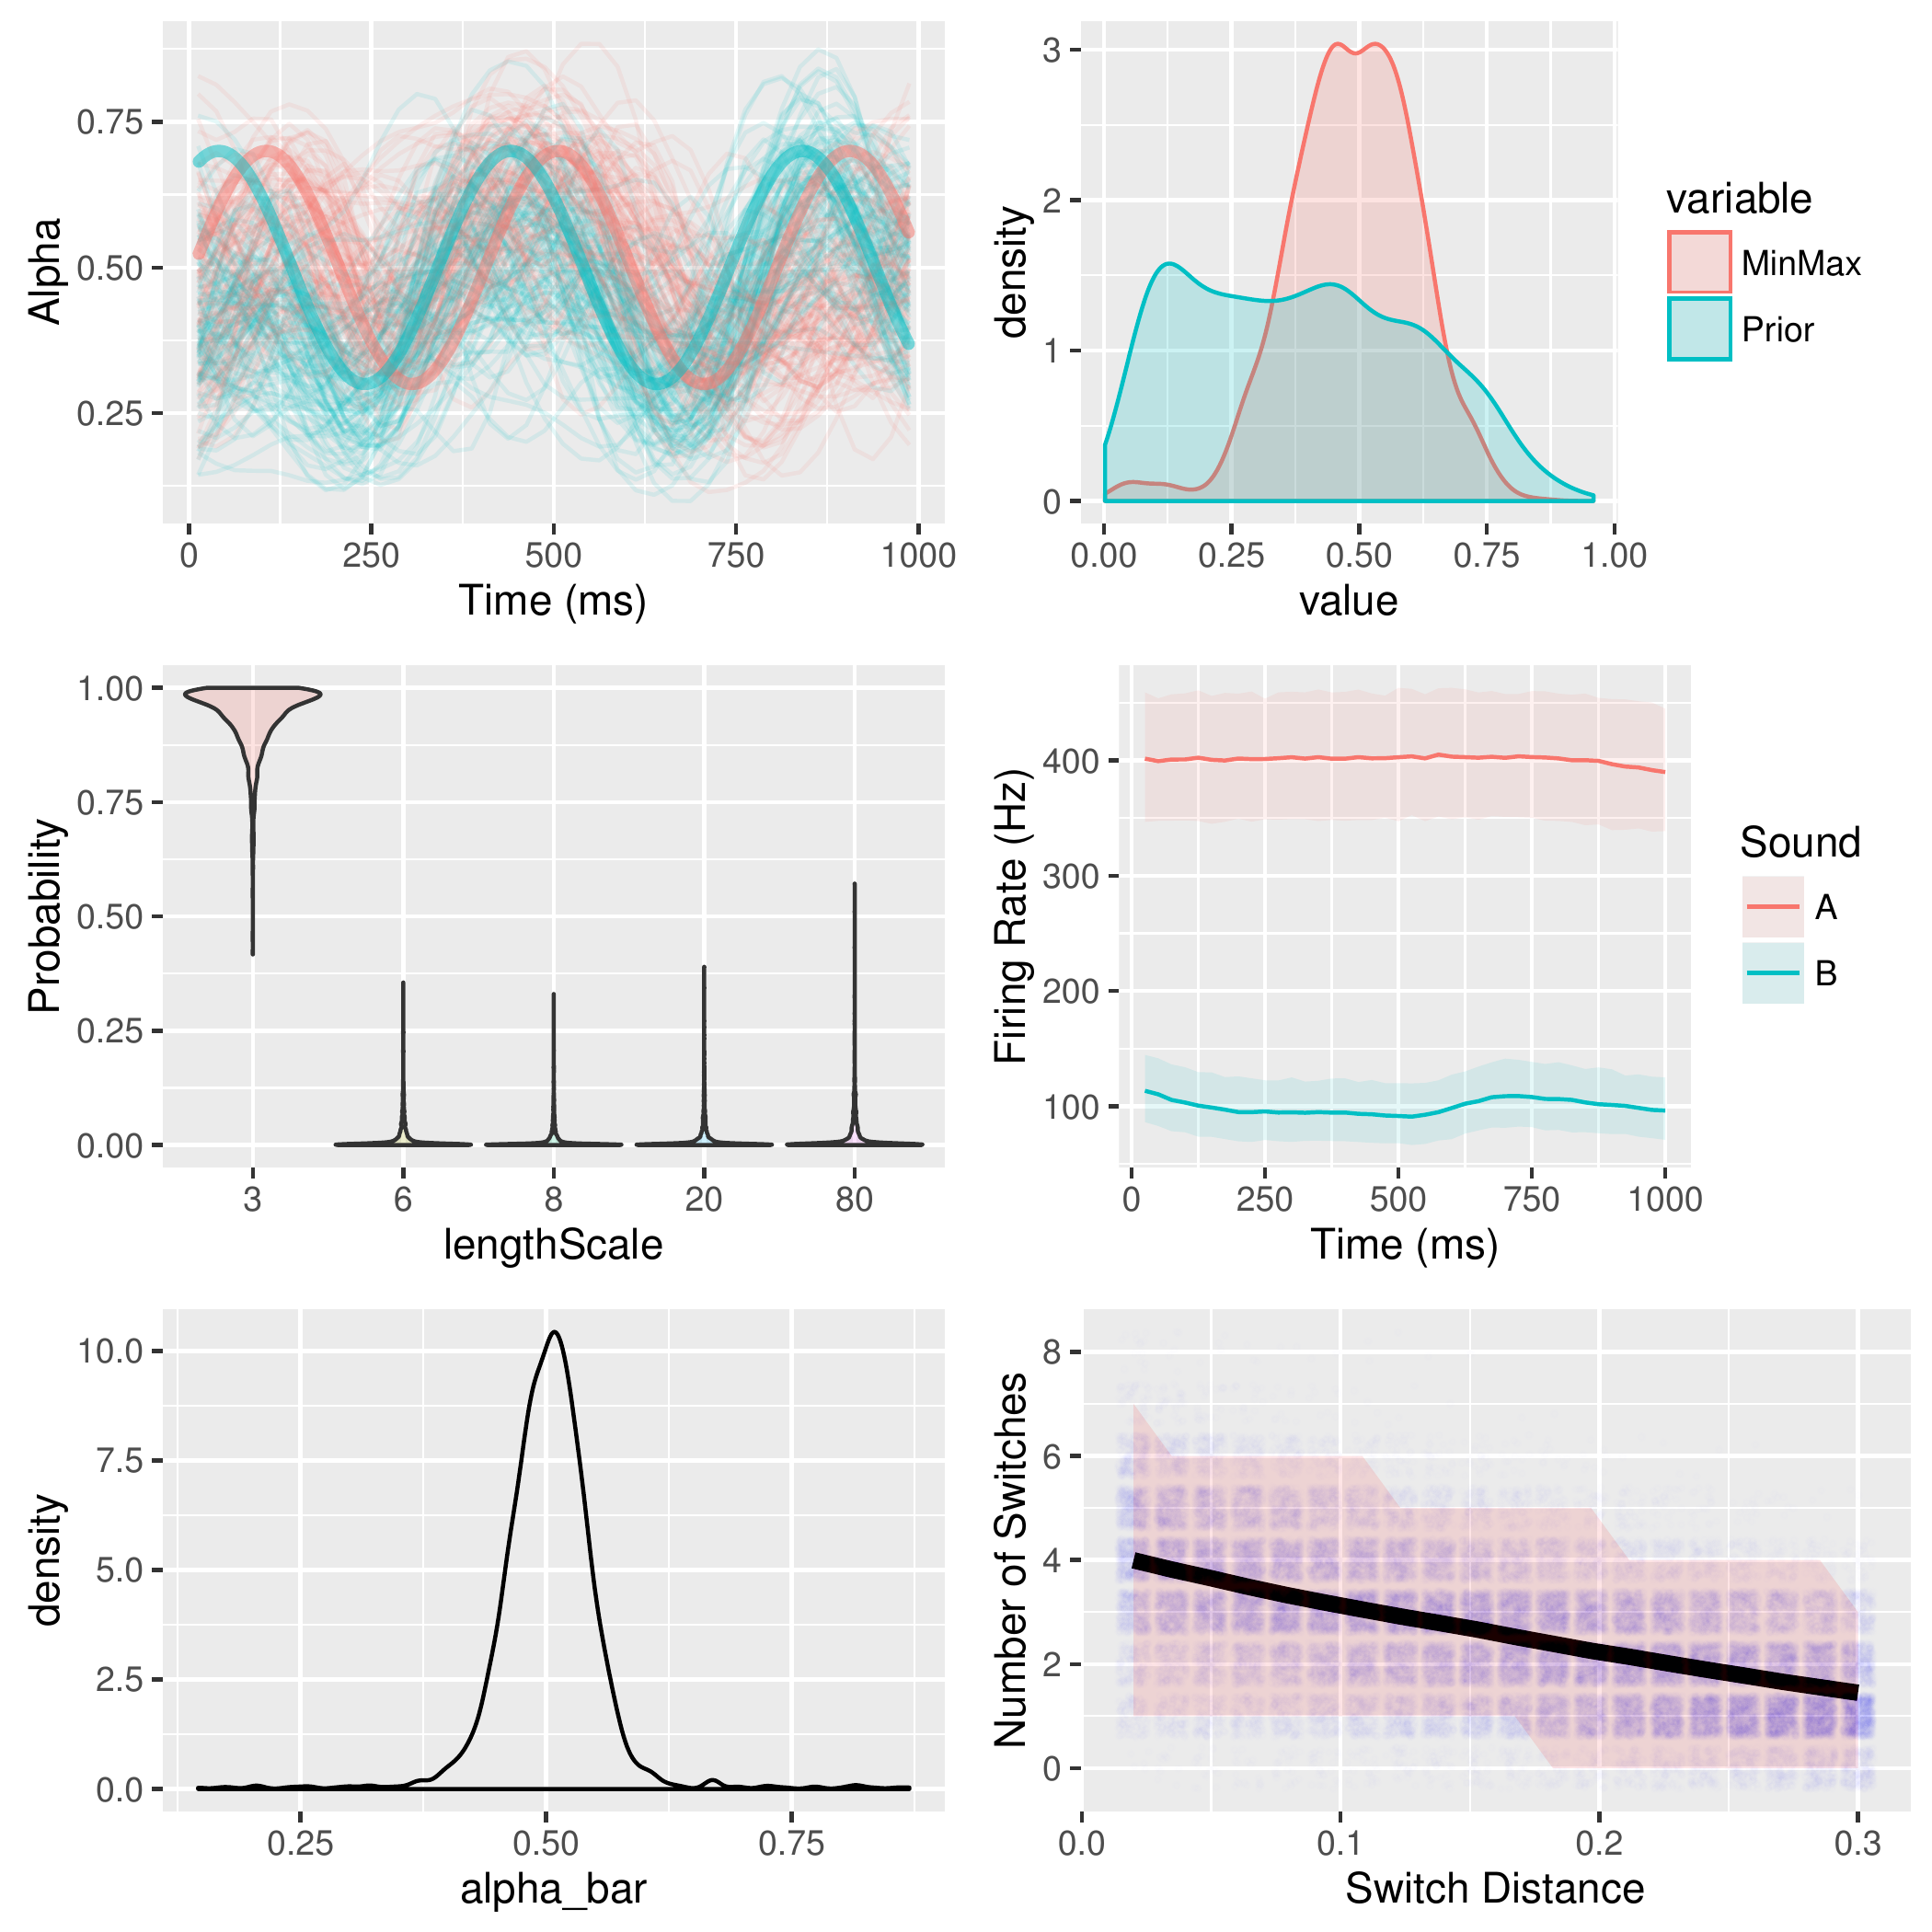 Alpha
0.75
0.50
0.25
0 250 500 750 1000
Time (ms)
density
3
2
1
0
0.00 0.25 0.50 0.75 1.00
value
variable
MinMax
Prior
Probability
1.00
0.75
0.50
0.25
0.00
3 6 8 20 80
lengthScale
Firing Rate (Hz)
400
300
200
100
0 250 500 750 1000
Time (ms)
Sound
A
B
density
10.0
7.5
5.0
2.5
0.0
0.25 0.50 0.75
alpha_bar
Number of Switches
8
6
4
2
0
0.0 0.1 0.2 0.3
Switch Distance